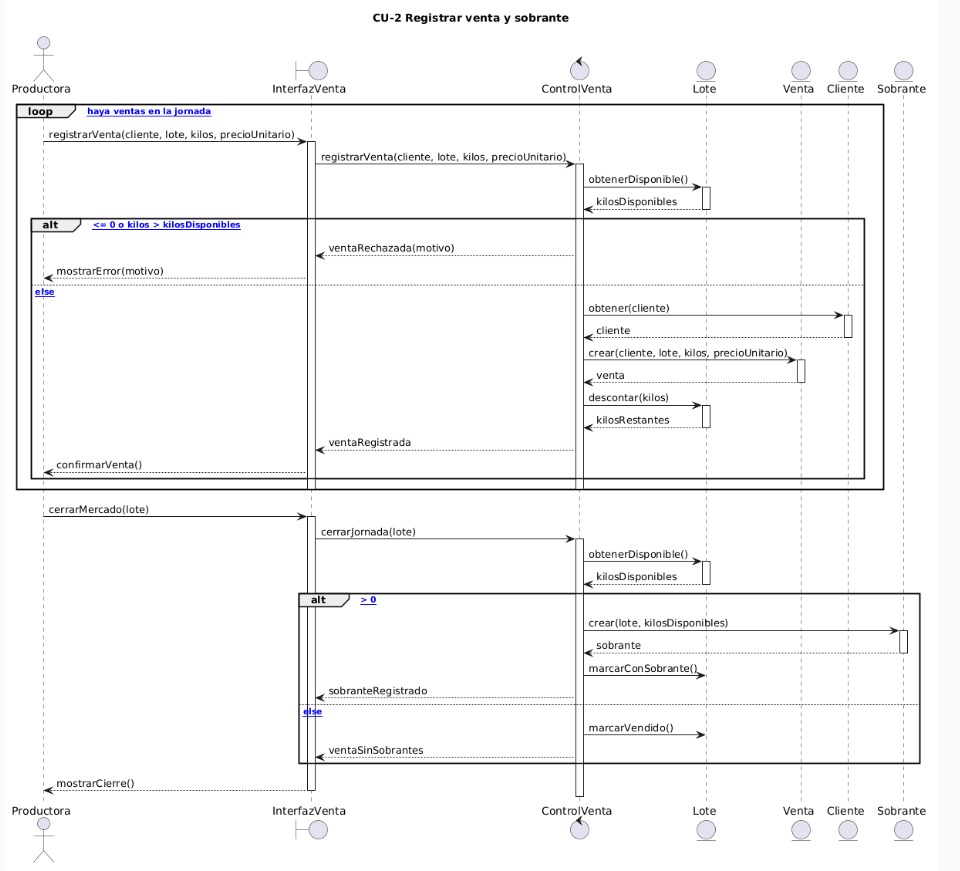 CU-2 Registrar venta y sobrante
Productora
InterfazVenta
ControlVenta
Lote
Venta
Cliente
Sobrante
loop
haya ventas en la jornada
registrarVenta(cliente, lote, kilos, precioUnitario)
registrarVenta(cliente, lote, kilos, precioUnitario)
obtenerDisponible()
kilosDisponibles
alt
<= 0 o kilos > kilosDisponibles
ventaRechazada(motivo)
mostrarError(motivo)
else
obtener(cliente)
cliente
crear(cliente, lote, kilos, precioUnitario)
venta
descontar(kilos)
kilosRestantes
ventaRegistrada
confirmarVenta()
cerrarMercado(lote)
cerrarJornada(lote)
obtenerDisponible()
kilosDisponibles
alt
> 0
crear(lote, kilosDisponibles)
sobrante
marcarConSobrante()
sobranteRegistrado
else
marcarVendido()
ventaSinSobrantes
mostrarCierre()
Productora
InterfazVenta
ControlVenta
Lote
Venta
Cliente
Sobrante